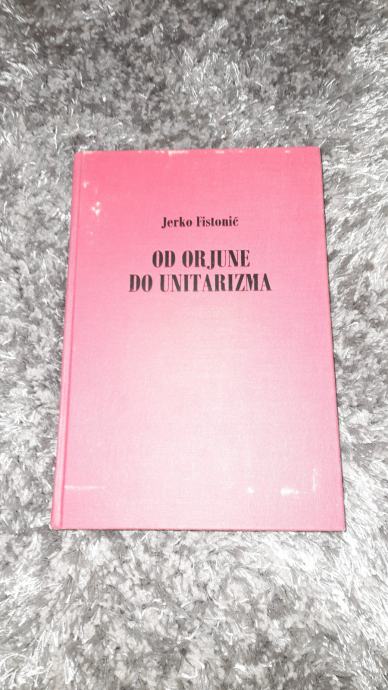 Jerko Fistonić
OD ORJUNE
DO UNITARIZMA